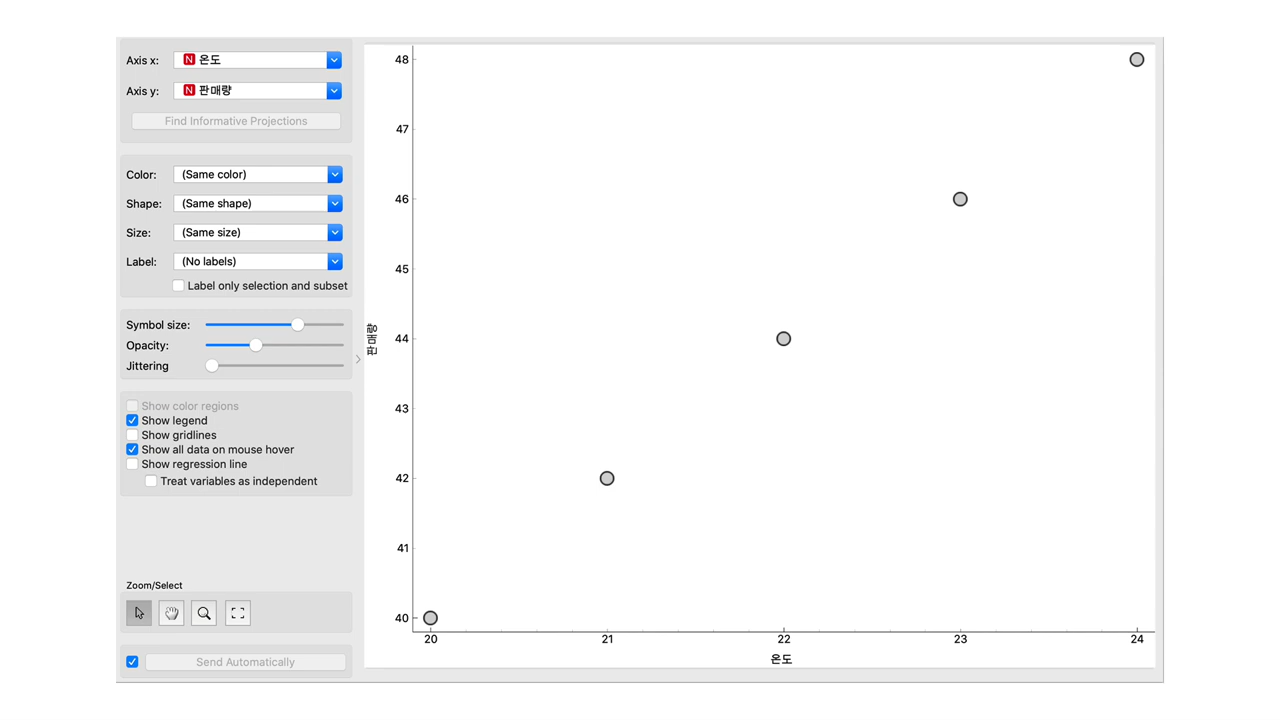 Axis x: N 온도
Axis y: N 판매량
Find Informative Projections
Color: (Same color)
Shape: (Same shape)
Size: (Same size)
Label: (No labels)
Label only selection and subset
Symbol size:
Opacity:
Jittering
Show color regions
Show legend
Show gridlines
Show all data on mouse hover
Show regression line
Treat variables as independent
Zoom/Select
Send Automatically
48
47
46
45
44
43
42
41
40
판매량
20 21 22 23 24
온도